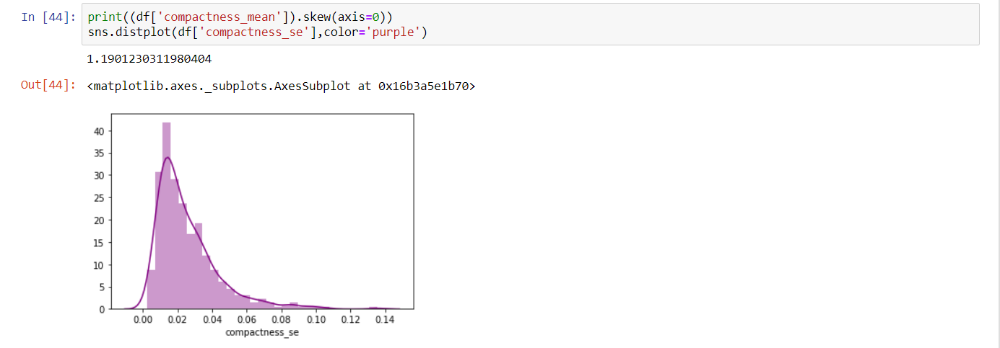 In [44]: print((df['compactness_mean']).skew(axis=0))
sns.distplot(df['compactness_se'],color='purple')
1.1901230311980404
Out[44]: <matplotlib.axes._subplots.AxesSubplot at 0x16b3a5e1b70>
40
35
30
25
20
15
10
5
0
0.00 0.02 0.04 0.06 0.08 0.10 0.12 0.14
compactness_se